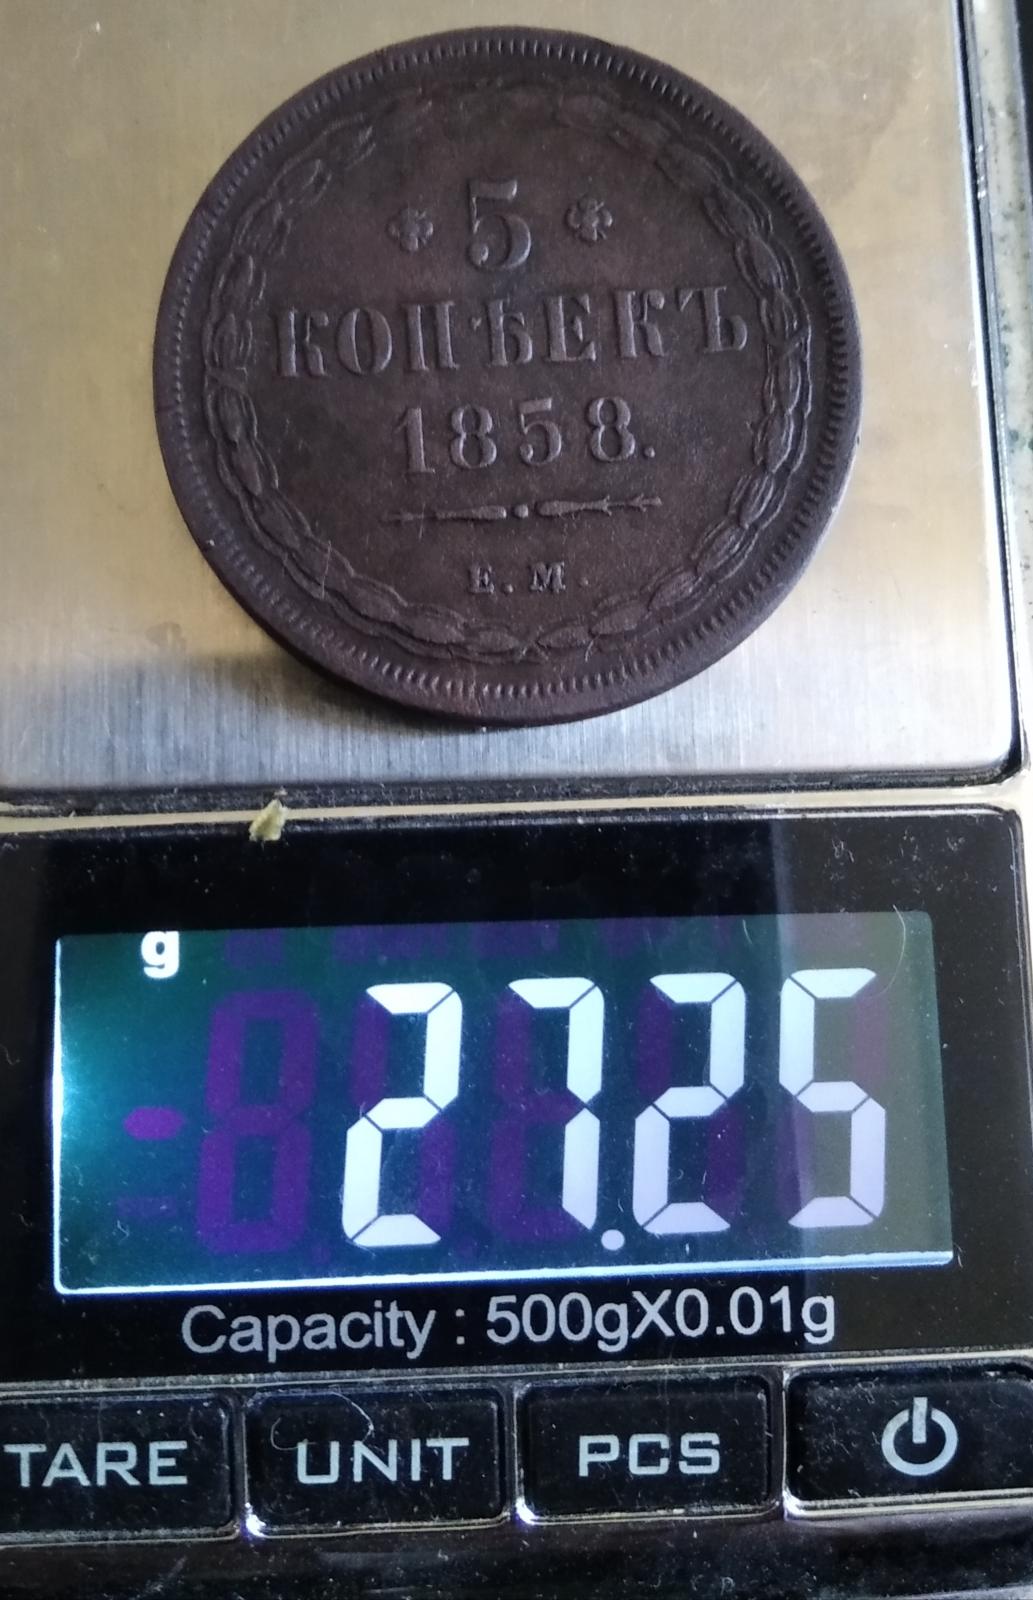 5
КОПѢЕКЪ
1858.
Е.М.
g
27.25
Capacity : 500gX0.01g
TARE UNIT PCS